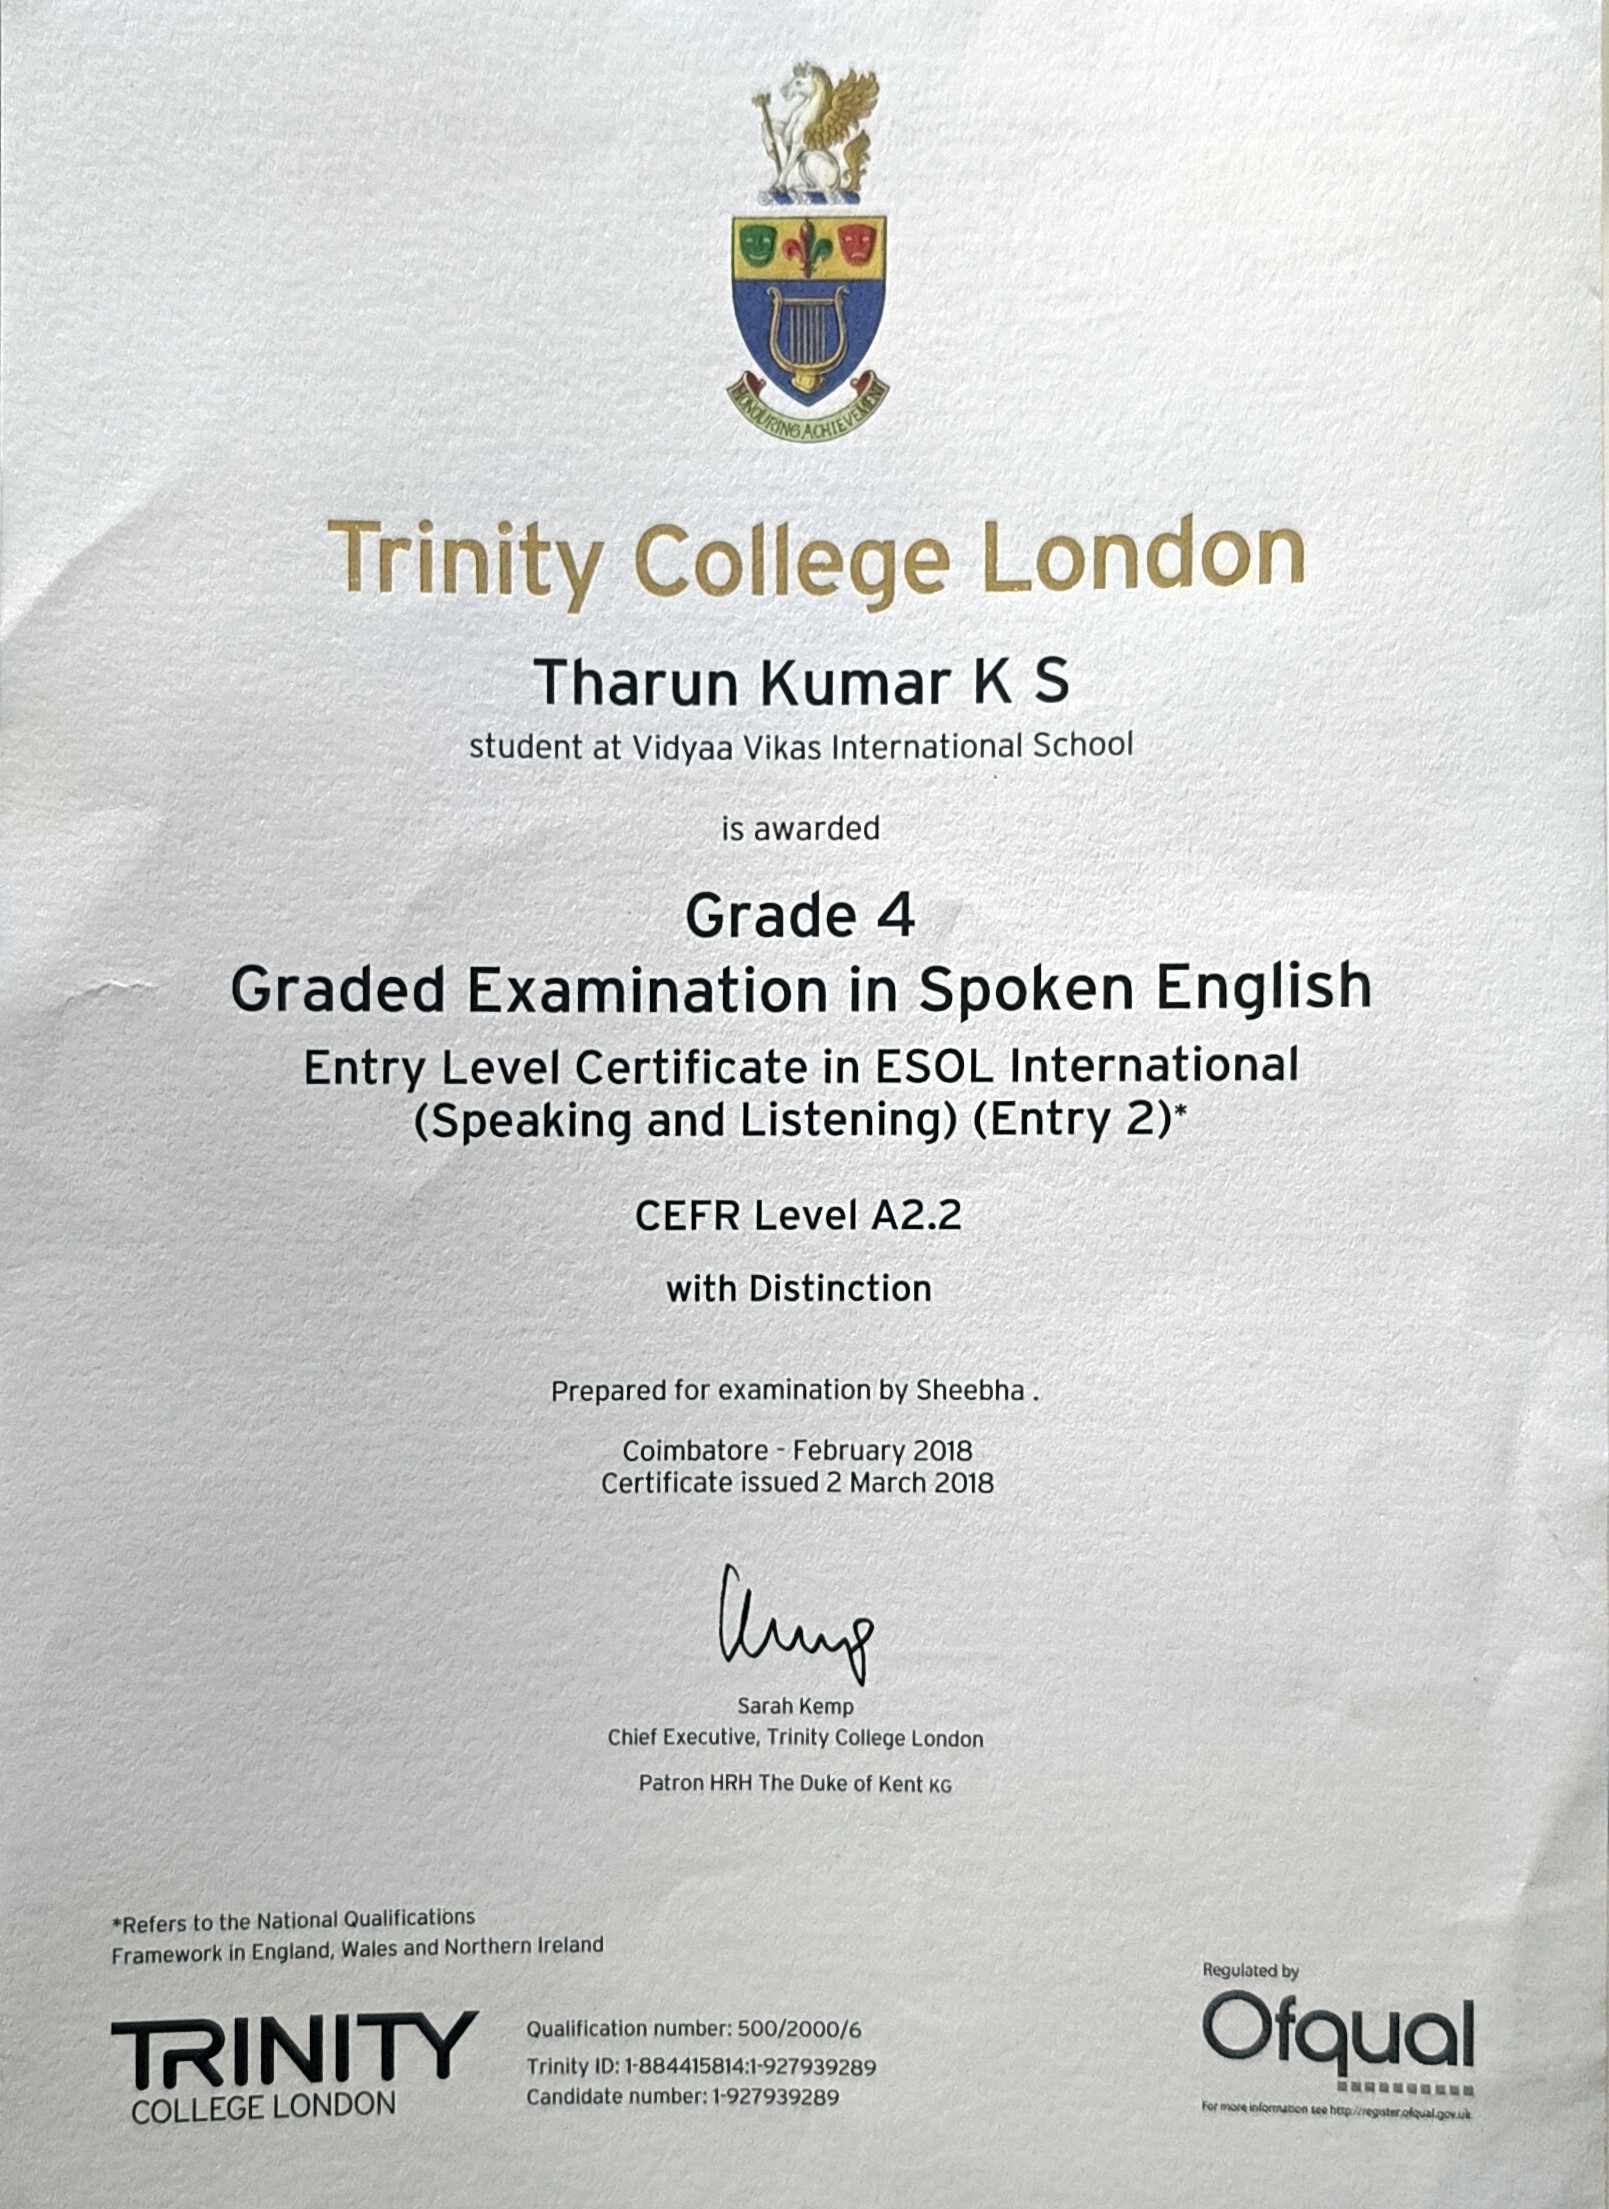 HONOURING ACHIEVEMENT
Trinity College London
Tharun Kumar K S
student at Vidyaa Vikas International School
is awarded
Grade 4
Graded Examination in Spoken English
Entry Level Certificate in ESOL International
(Speaking and Listening) (Entry 2)*
CEFR Level A2.2
with Distinction
Prepared for examination by Sheebha .
Coimbatore - February 2018
Certificate issued 2 March 2018
Sarah Kemp
Chief Executive, Trinity College London
Patron HRH The Duke of Kent KG
*Refers to the National Qualifications
Framework in England, Wales and Northern Ireland
TRINITY
COLLEGE LONDON
Qualification number: 500/2000/6
Trinity ID: 1-884415814:1-927939289
Candidate number: 1-927939289
Regulated by
Ofqual
For more information see http://register.ofqual.gov.uk